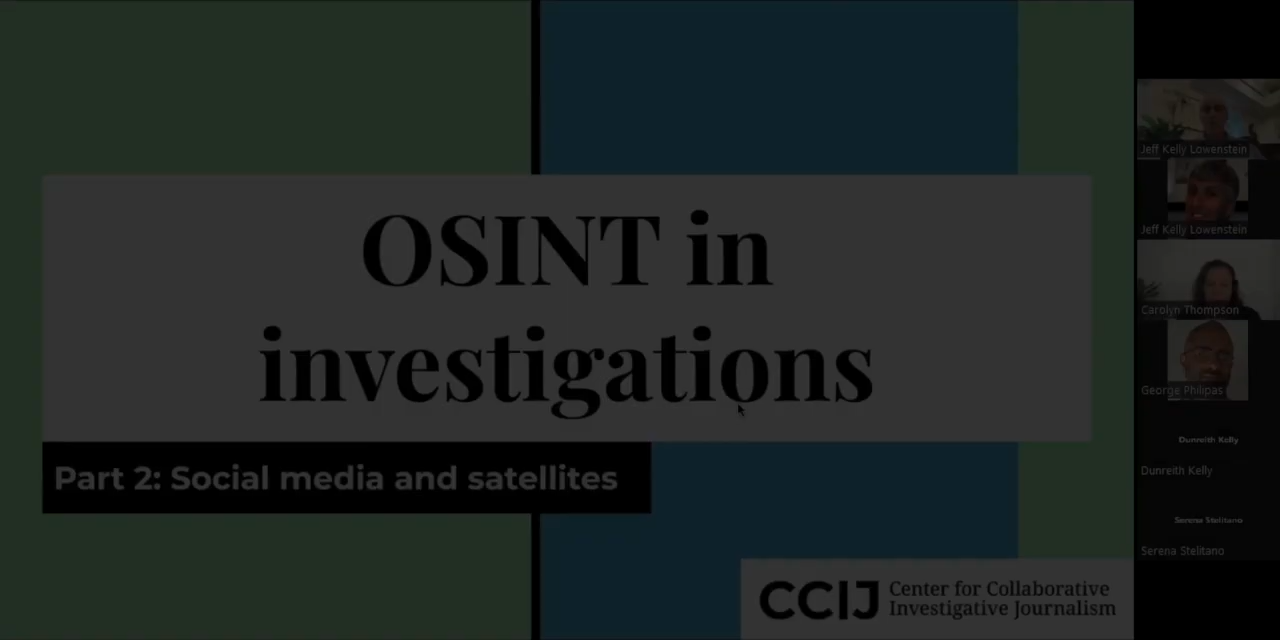 OSINT in
investigations
Part 2: Social media and satellites
CCIJ
Center for Collaborative
Investigative Journalism
Jeff Kelly Lowenstein
Jeff Kelly Lowenstein
Carolyn Thompson
George Philipas
Dunreith Kelly
Dunreith Kelly
Serena Stelitano
Serena Stelitano